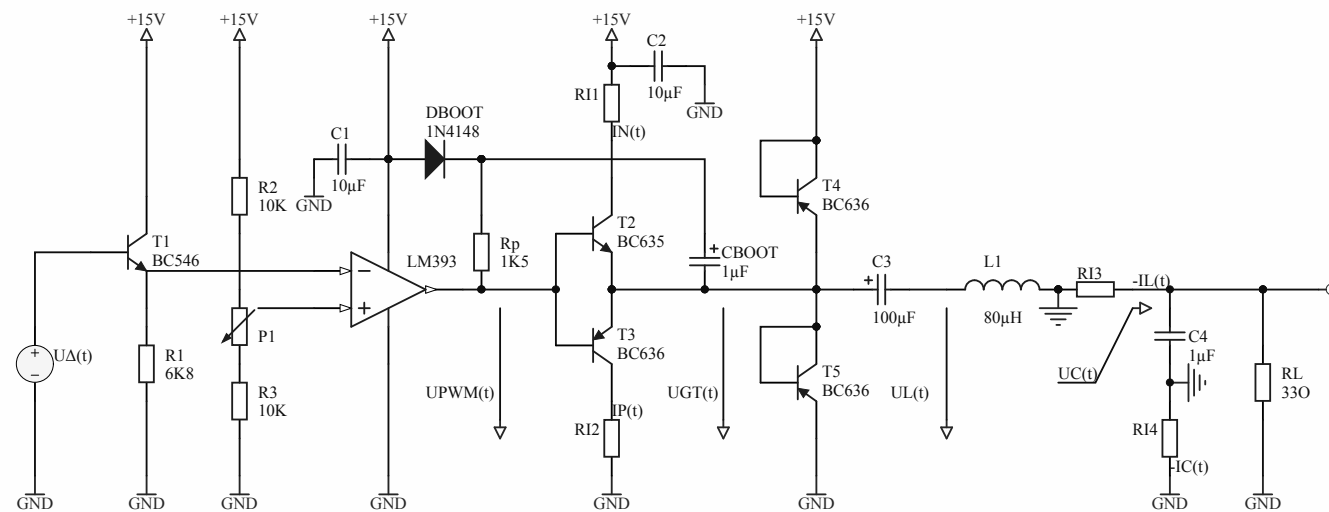 +15V
+15V
+15V
+15V
+15V
C2
10µF
GND
RI1
IN(t)
DBOOT
1N4148
C1
10µF
GND
R2
10K
T4
BC636
T1
BC546
T2
BC635
Rp
1K5
LM393
CBOOT
1µF
C3
100µF
L1
80µH
RI3
-IL(t)
P1
UΔ(t)
R1
6K8
R3
10K
T3
BC636
T5
BC636
C4
1µF
UC(t)
RL
33O
UPWM(t)
IP(t)
UGT(t)
UL(t)
RI2
RI4
-IC(t)
GND
GND
GND
GND
GND
GND
GND
GND